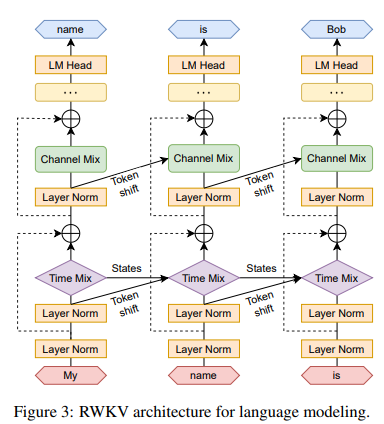 name is Bob
LM Head LM Head LM Head
... ... ...
Channel Mix Channel Mix Channel Mix
Token shift Token shift
Layer Norm Layer Norm Layer Norm
States States
Time Mix Time Mix Time Mix
Token shift Token shift
Layer Norm Layer Norm Layer Norm
Layer Norm Layer Norm Layer Norm
My name is
Figure 3: RWKV architecture for language modeling.